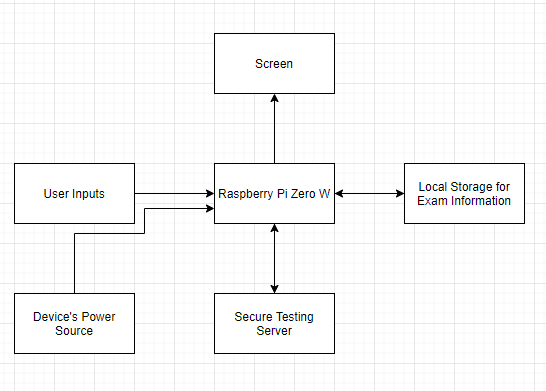 Screen
User Inputs
Raspberry Pi Zero W
Local Storage for
Exam Information
Device's Power
Source
Secure Testing
Server